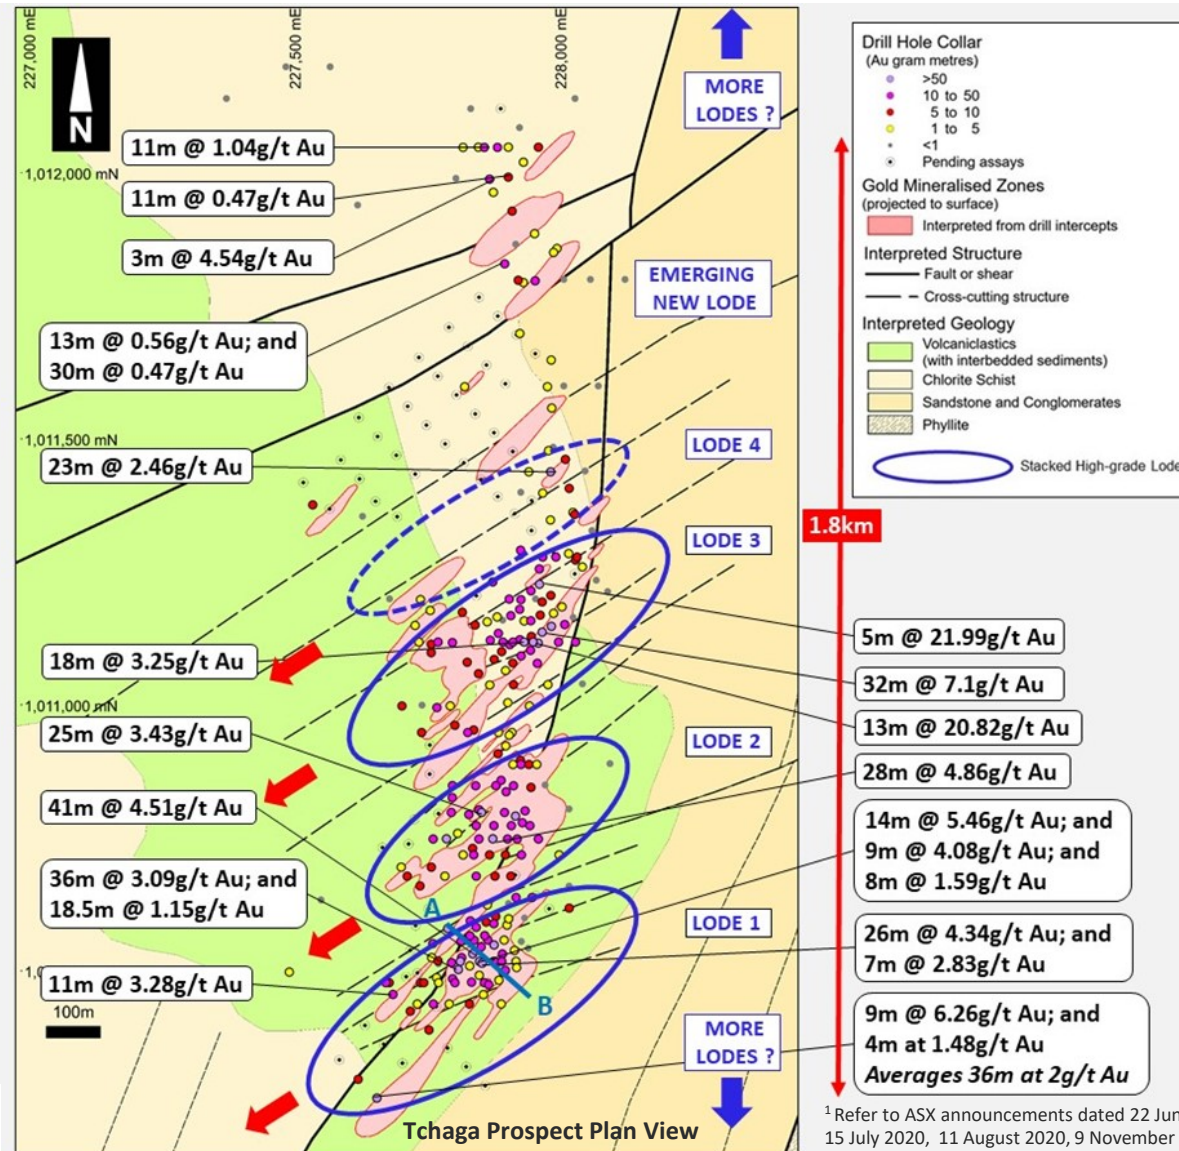 227,000 mE
227,500 mE
228,000 mE
N
MORE
LODES ?
11m @ 1.04g/t Au
1,012,000 mN
11m @ 0.47g/t Au
3m @ 4.54g/t Au
EMERGING
NEW LODE
13m @ 0.56g/t Au; and
30m @ 0.47g/t Au
1,011,500 mN
23m @ 2.46g/t Au
LODE 4
LODE 3
18m @ 3.25g/t Au
1,011,000 mN
25m @ 3.43g/t Au
LODE 2
41m @ 4.51g/t Au
36m @ 3.09g/t Au; and
18.5m @ 1.15g/t Au
A
LODE 1
11m @ 3.28g/t Au
B
100m
MORE
LODES ?
Tchaga Prospect Plan View
Drill Hole Collar
(Au gram metres)
>50
10 to 50
5 to 10
1 to 5
<1
Pending assays
Gold Mineralised Zones
(projected to surface)
Interpreted from drill intercepts
Interpreted Structure
Fault or shear
Cross-cutting structure
Interpreted Geology
Volcaniclastics
(with interbedded sediments)
Chlorite Schist
Sandstone and Conglomerates
Phyllite
Stacked High-grade Lode
1.8km
5m @ 21.99g/t Au
32m @ 7.1g/t Au
13m @ 20.82g/t Au
28m @ 4.86g/t Au
14m @ 5.46g/t Au; and
9m @ 4.08g/t Au; and
8m @ 1.59g/t Au
26m @ 4.34g/t Au; and
7m @ 2.83g/t Au
9m @ 6.26g/t Au; and
4m at 1.48g/t Au
Averages 36m at 2g/t Au
1 Refer to ASX announcements dated 22 Jun
15 July 2020, 11 August 2020, 9 November